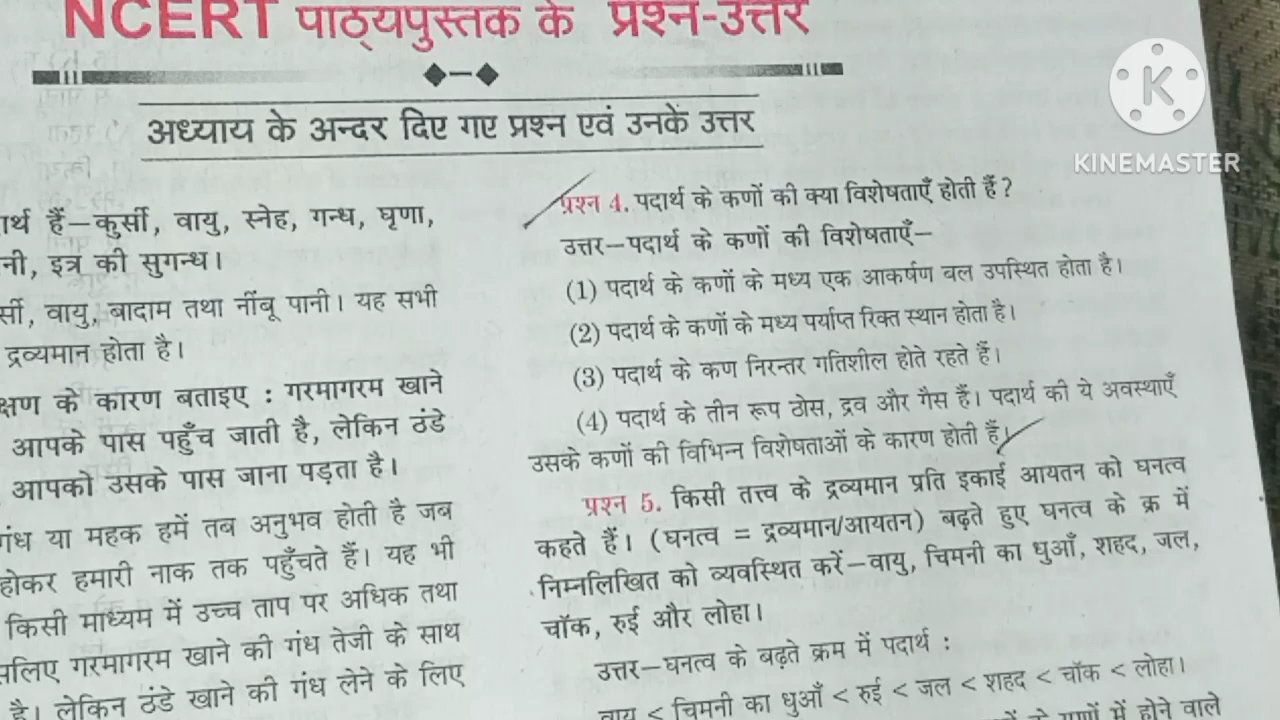 NCERT पाठ्यपुस्तक के प्रश्न-उत्तर
अध्याय के अन्दर दिए गए प्रश्न एवं उनके उत्तर
हैं–कुर्सी, वायु, स्नेह, गन्ध, घृणा,
इत्र की सुगन्ध।
वायु, बादाम तथा नींबू पानी। यह सभी
द्रव्यमान होता है।
के कारण बताइए : गरमागरम खाने
आपके पास पहुँच जाती है, लेकिन ठंडे
आपको उसके पास जाना पड़ता है।
गंध या महक हमें तब अनुभव होती है जब
होकर हमारी नाक तक पहुँचते हैं। यह भी
किसी माध्यम में उच्च ताप पर अधिक तथा
गरमागरम खाने की गंध तेजी के साथ
है। लेकिन ठंडे खाने की गंध लेने के लिए
प्रश्न 4. पदार्थ के कणों की क्या विशेषताएँ होती हैं?
उत्तर–पदार्थ के कणों की विशेषताएँ–
(1) पदार्थ के कणों के मध्य एक आकर्षण बल उपस्थित होता है।
(2) पदार्थ के कणों के मध्य पर्याप्त रिक्त स्थान होता है।
(3) पदार्थ के कण निरन्तर गतिशील होते रहते हैं।
(4) पदार्थ के तीन रूप ठोस, द्रव और गैस हैं। पदार्थ की ये अवस्थाएँ
उसके कणों की विभिन्न विशेषताओं के कारण होती हैं।
प्रश्न 5. किसी तत्त्व के द्रव्यमान प्रति इकाई आयतन को घनत्व
कहते हैं। (घनत्व = द्रव्यमान/आयतन) बढ़ते हुए घनत्व के क्र में
निम्नलिखित को व्यवस्थित करें–वायु, चिमनी का धुआँ, शहद, जल,
चॉक, रुई और लोहा।
उत्तर–घनत्व के बढ़ते क्रम में पदार्थ :
वायु < चिमनी का धुआँ < रुई < जल < शहद < चॉक < लोहा।
में होने वाले
KINEMASTER